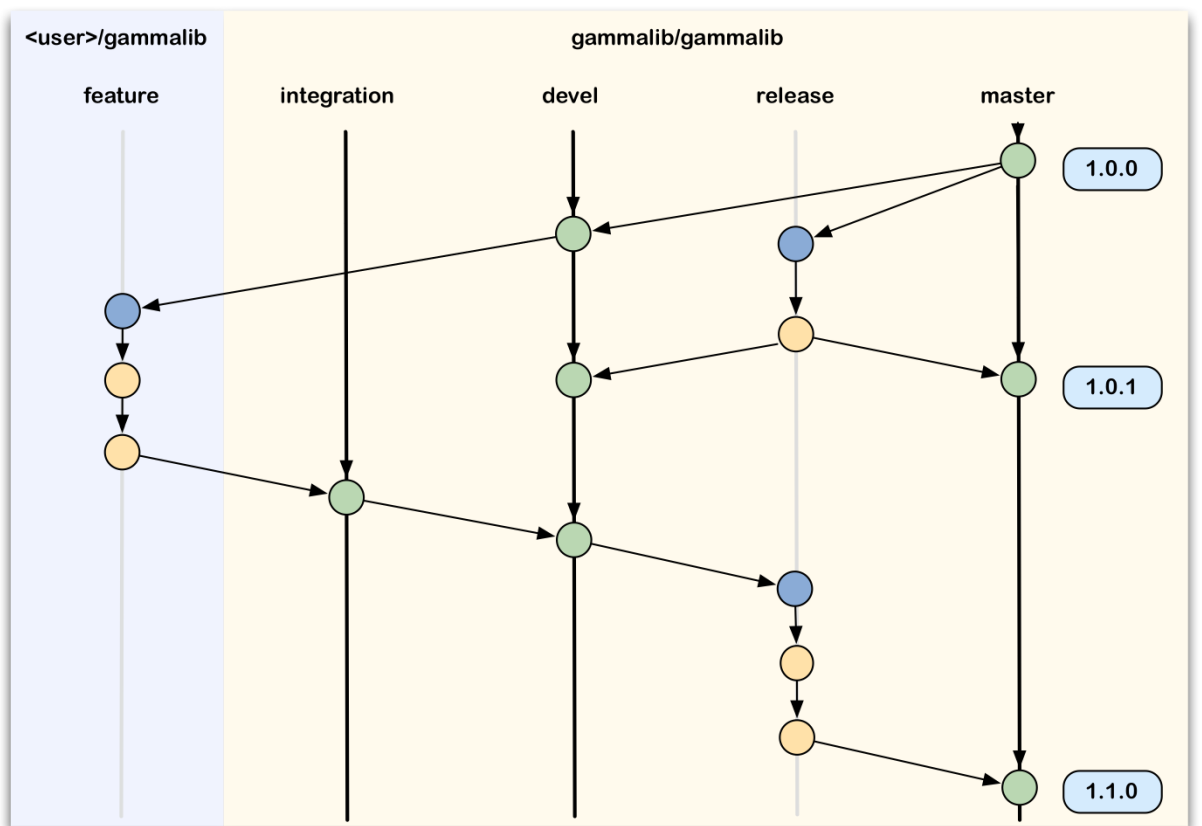 <user>/gammalib
gammalib/gammalib
feature
integration
devel
release
master
1.0.0
1.0.1
1.1.0